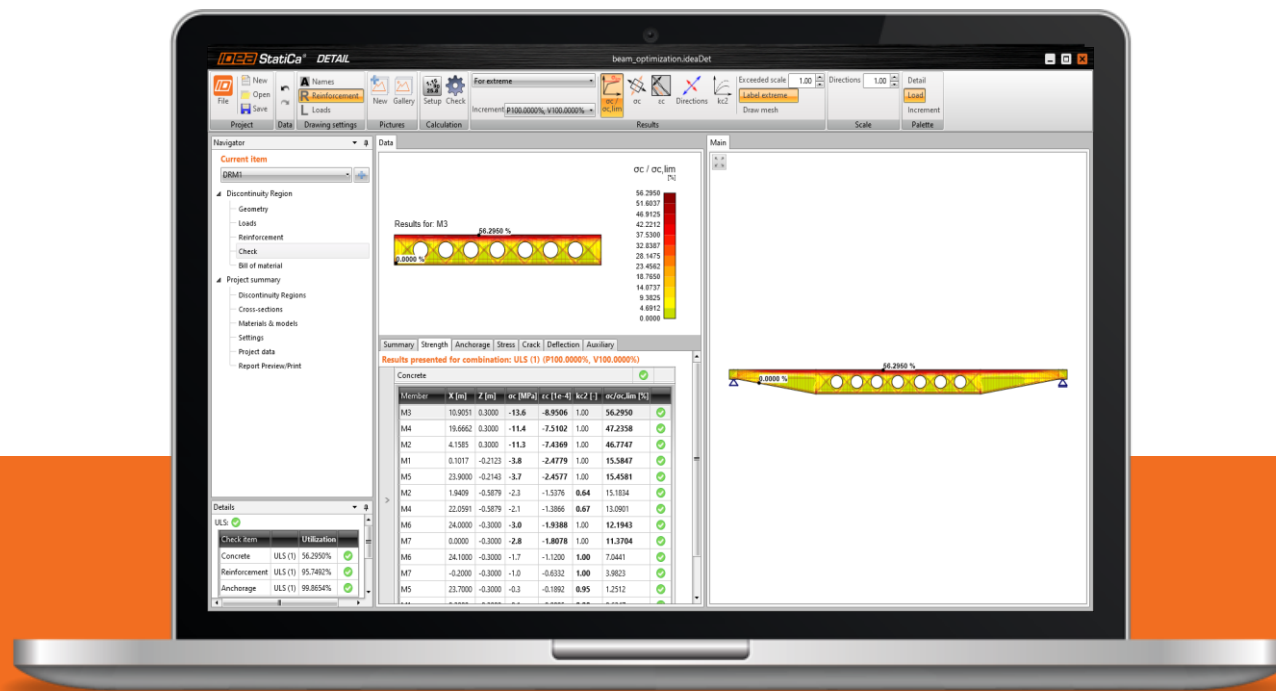 IDEA StatiCa® DETAIL
beam_optimization.ideaDet
File
New
Open
Save
Project
Data
Names
Reinforcement
Loads
Drawing settings
New Gallery
Pictures
Setup Check
Calculation
For extreme
Increment P100.0000%, V100.0000%
σc / σc,lim
σc
εc
Directions
kc2
Exceeded scale 1.00
Label extreme
Draw mesh
Results
Directions 1.00
Scale
Detail
Load
Increment
Palette
Navigator
Current item
DRM1
Discontinuity Region
Geometry
Loads
Reinforcement
Check
Bill of material
Project summary
Discontinuity Regions
Cross-sections
Materials & models
Settings
Project data
Report Preview/Print
Details
ULS:
Check item Utilization
Concrete ULS (1) 56.2950%
Reinforcement ULS (1) 95.7492%
Anchorage ULS (1) 99.8654%
Data
σc / σc,lim
[%]
56.2950
51.6037
46.9125
42.2212
37.5300
32.8387
28.1475
23.4562
18.7650
14.0737
9.3825
4.6912
0.0000
Results for: M3
56.2950 %
0.0000 %
Summary Strength Anchorage Stress Crack Deflection Auxiliary
Results presented for combination: ULS (1) (P100.0000%, V100.0000%)
Concrete
Member X [m] Z [m] σc [MPa] εc [1e-4] kc2 [-] σc/σc,lim [%]
M3 10.9051 0.3000 -13.6 -8.9506 1.00 56.2950
M4 19.6662 0.3000 -11.4 -7.5102 1.00 47.2358
M2 4.1585 0.3000 -11.3 -7.4369 1.00 46.7747
M1 0.1017 -0.2123 -3.8 -2.4779 1.00 15.5847
M5 23.9000 -0.2143 -3.7 -2.4577 1.00 15.4581
M2 1.9409 -0.5879 -2.3 -1.5376 0.64 15.1834
M4 22.0591 -0.5879 -2.1 -1.3866 0.67 13.0901
M6 24.0000 -0.3000 -3.0 -1.9388 1.00 12.1943
M7 0.0000 -0.3000 -2.8 -1.8078 1.00 11.3704
M6 24.1000 -0.3000 -1.7 -1.1200 1.00 7.0441
M7 -0.2000 -0.3000 -1.0 -0.6332 1.00 3.9823
M5 23.7000 -0.3000 -0.3 -0.1892 0.95 1.2512
Main
56.2950 %
0.0000 %